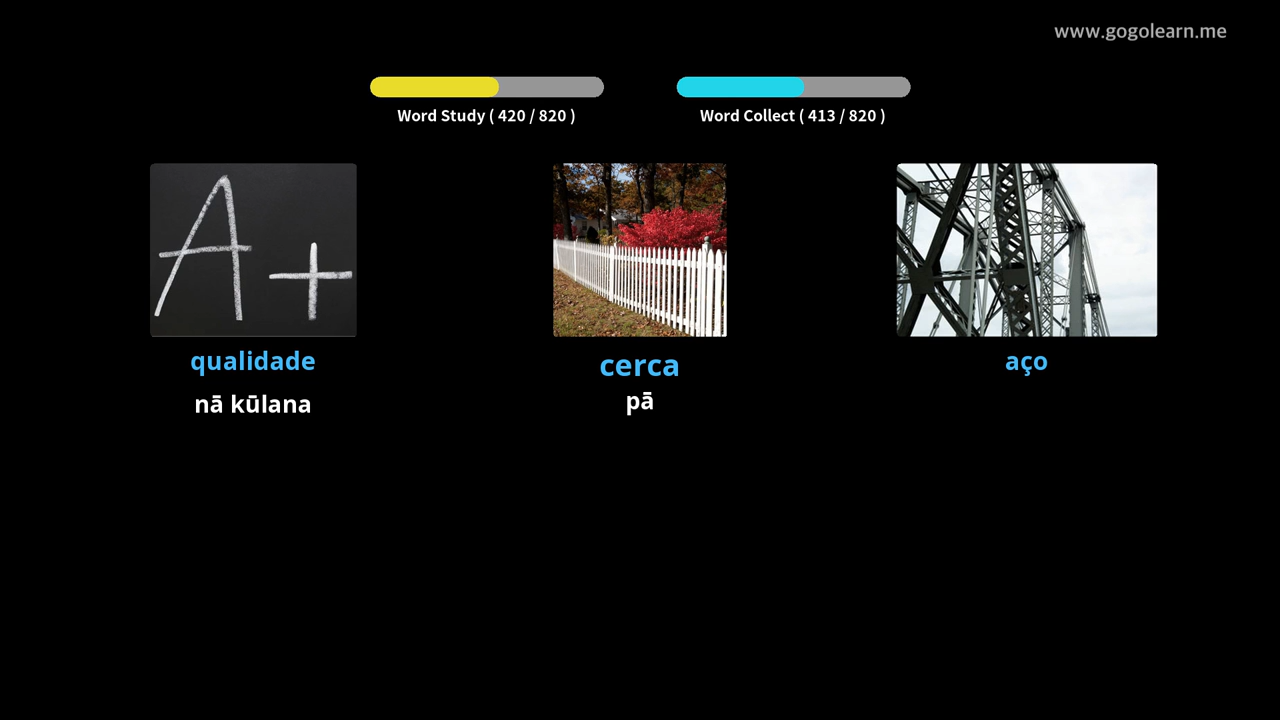 www.gogolearn.me
Word Study ( 420 / 820 )
Word Collect ( 413 / 820 )
A+
qualidade
cerca
aço
nā kūlana
pā